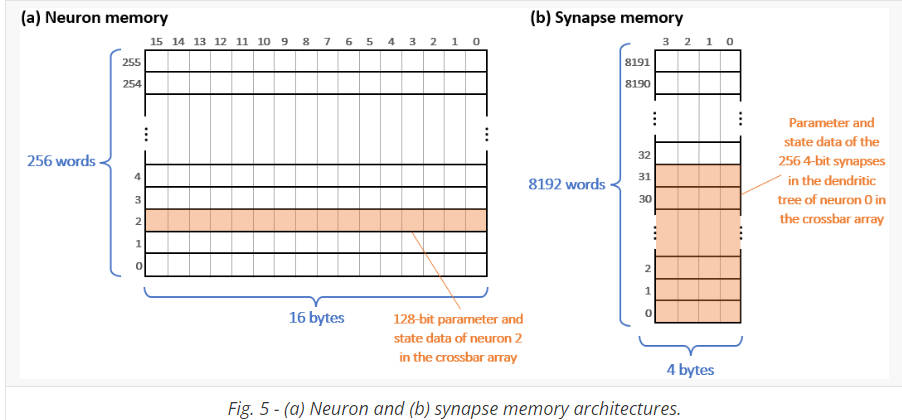 (a) Neuron memory
15 14 13 12 11 10 9 8 7 6 5 4 3 2 1 0
255
254
256 words
4
3
2
1
0
16 bytes
128-bit parameter and
state data of neuron 2
in the crossbar array
(b) Synapse memory
3 2 1 0
8191
8190
32
31
30
8192 words
2
1
0
4 bytes
Parameter and
state data of the
256 4-bit synapses
in the dendritic
tree of neuron 0 in
the crossbar array
Fig. 5 - (a) Neuron and (b) synapse memory architectures.